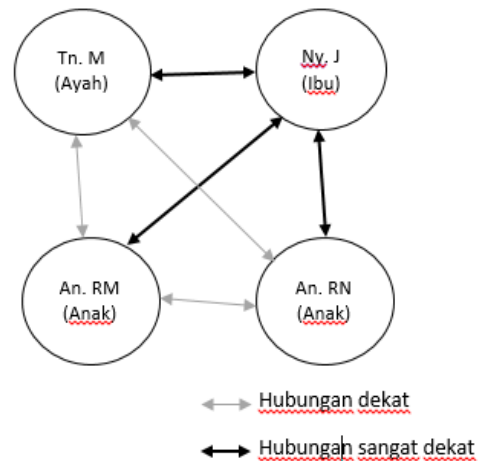 Tn. M
(Ayah)
Ny. J
(Ibu)
An. RM
(Anak)
An. RN
(Anak)
Hubungan dekat
Hubungan sangat dekat